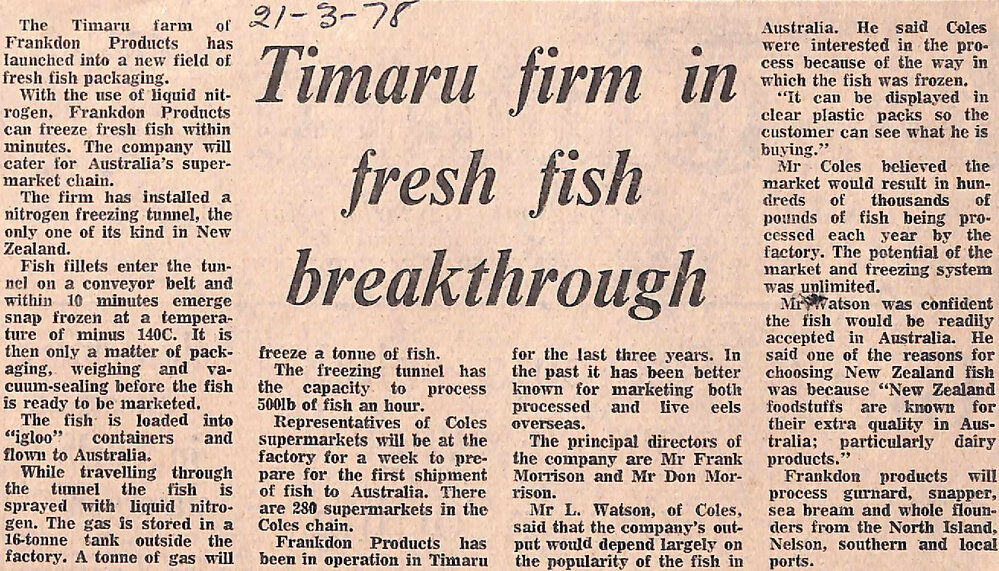 21-3-78
Timaru firm in
fresh fish
breakthrough
The Timaru farm of
Frankdon Products has
launched into a new field of
fresh fish packaging.
With the use of liquid nit-
rogen, Frankdon Products
can freeze fresh fish within
minutes. The company will
cater for Australia's super-
market chain.
The firm has installed a
nitrogen freezing tunnel, the
only one of its kind in New
Zealand.
Fish fillets enter the tun-
nel on a conveyor belt and
within 10 minutes emerge
snap frozen at a tempera-
ture of minus 140C. It is
then only a matter of pack-
aging, weighing and va-
cuum-sealing before the fish
is ready to be marketed.
The fish is loaded into
"igloo" containers and
flown to Australia.
While travelling through
the tunnel the fish is
sprayed with liquid nitro-
gen. The gas is stored in a
16-tonne tank outside the
factory. A tonne of gas will
freeze a tonne of fish.
The freezing tunnel has
the capacity to process
500lb of fish an hour.
Representatives of Coles
supermarkets will be at the
factory for a week to pre-
pare for the first shipment
of fish to Australia. There
are 280 supermarkets in the
Coles chain.
Frankdon Products has
been in operation in Timaru
for the last three years. In
the past it has been better
known for marketing both
processed and live eels
overseas.
The principal directors of
the company are Mr Frank
Morrison and Mr Don Mor-
rison.
Mr L. Watson, of Coles,
said that the company's out-
put would depend largely on
the popularity of the fish in
Australia. He said Coles
were interested in the pro-
cess because of the way in
which the fish was frozen.
"It can be displayed in
clear plastic packs so the
customer can see what he is
buying."
Mr Coles believed the
market would result in hun-
dreds of thousands of
pounds of fish being pro-
cessed each year by the
factory. The potential of the
market and freezing system
was unlimited.
Mr Watson was confident
the fish would be readily
accepted in Australia. He
said one of the reasons for
choosing New Zealand fish
was because "New Zealand
foodstuffs are known for
their extra quality in Aus-
tralia; particularly dairy
products."
Frankdon products will
process gurnard, snapper,
sea bream and whole floun-
ders from the North Island,
Nelson, southern and local
ports.